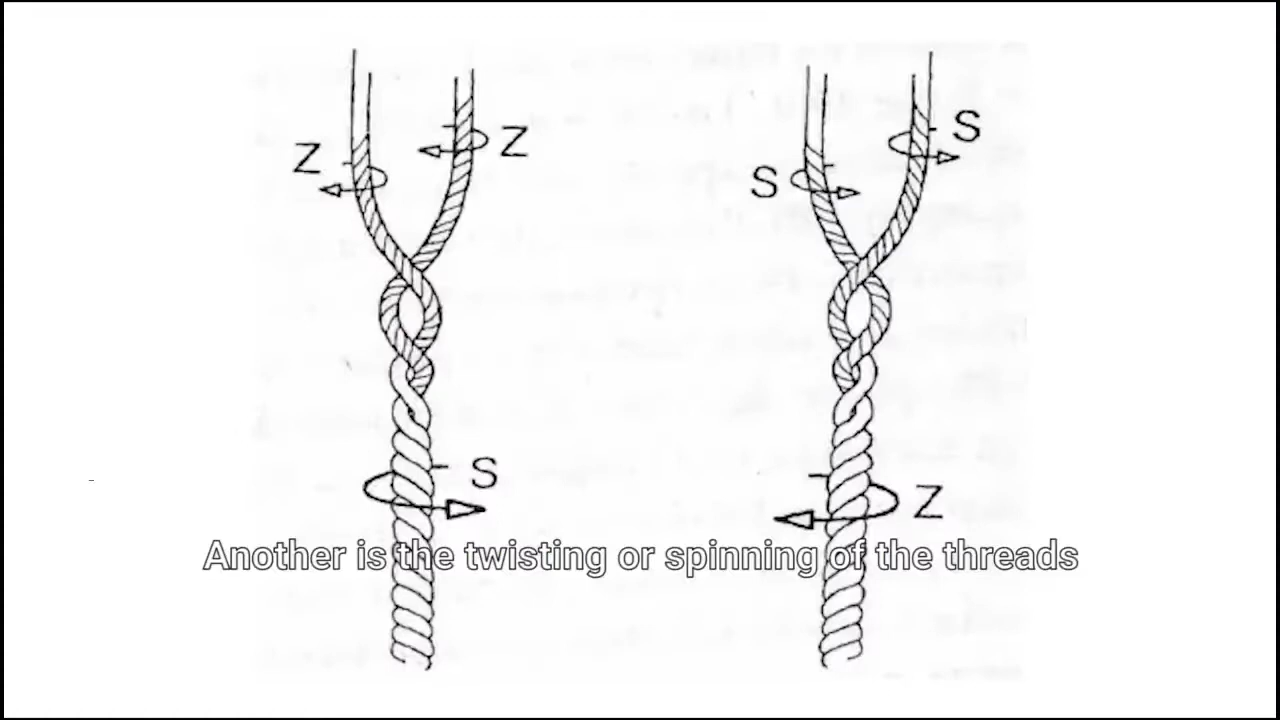 Z
Z
S
S
S
Z
Another is the twisting or spinning of the threads